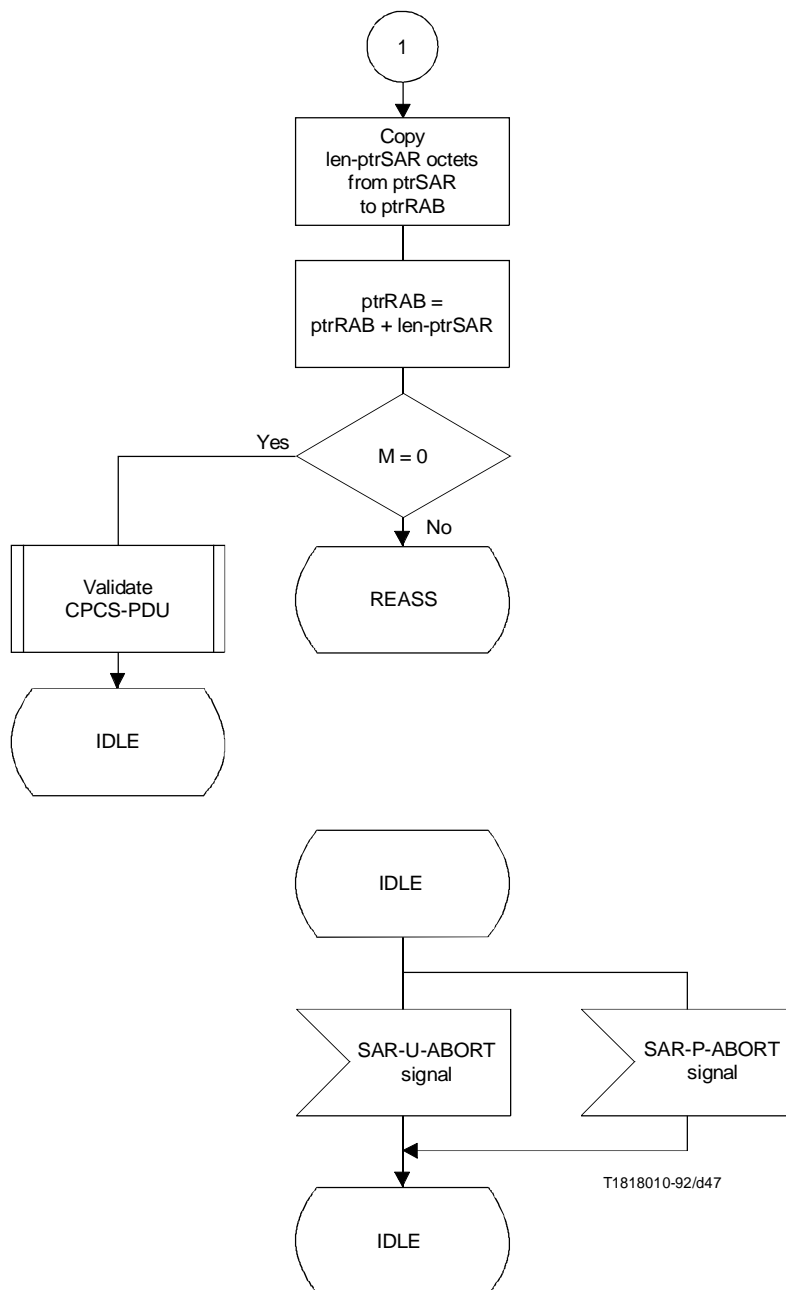 1
Copy
len-ptrSAR octets
from ptrSAR
to ptrRAB
ptrRAB =
ptrRAB + len-ptrSAR
Yes
M = 0
No
Validate
CPCS-PDU
REASS
IDLE
IDLE
SAR-U-ABORT
signal
SAR-P-ABORT
signal
T1818010-92/d47
IDLE